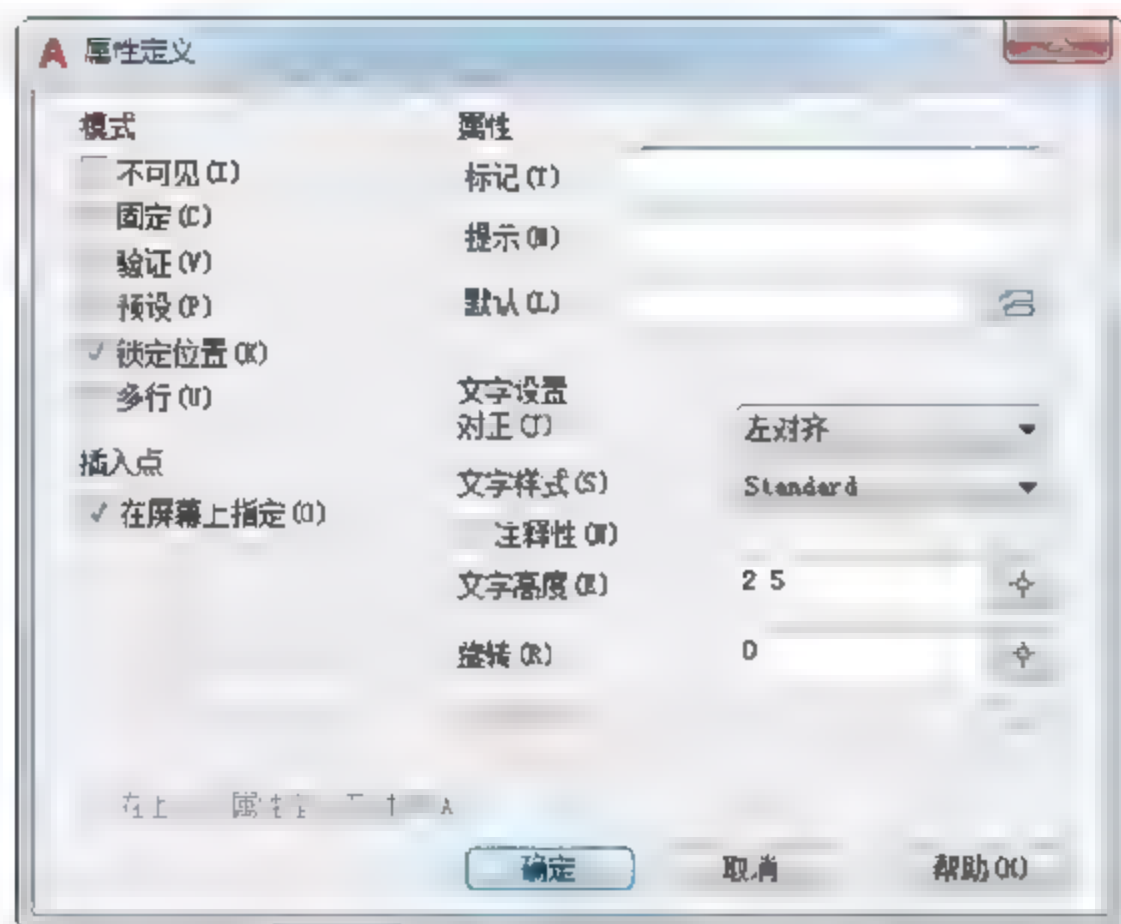 A 属性定义
模式
不可见(I)
固定(C)
验证(V)
预设(P)
锁定位置(K)
多行(U)
插入点
在屏幕上指定(O)
属性
标记(T)
提示(M)
默认(L)
文字设置
对正(J)
左对齐
文字样式(S)
Standard
注释性(N)
文字高度(E)
2 5
旋转(R)
0
确定
取消
帮助(H)